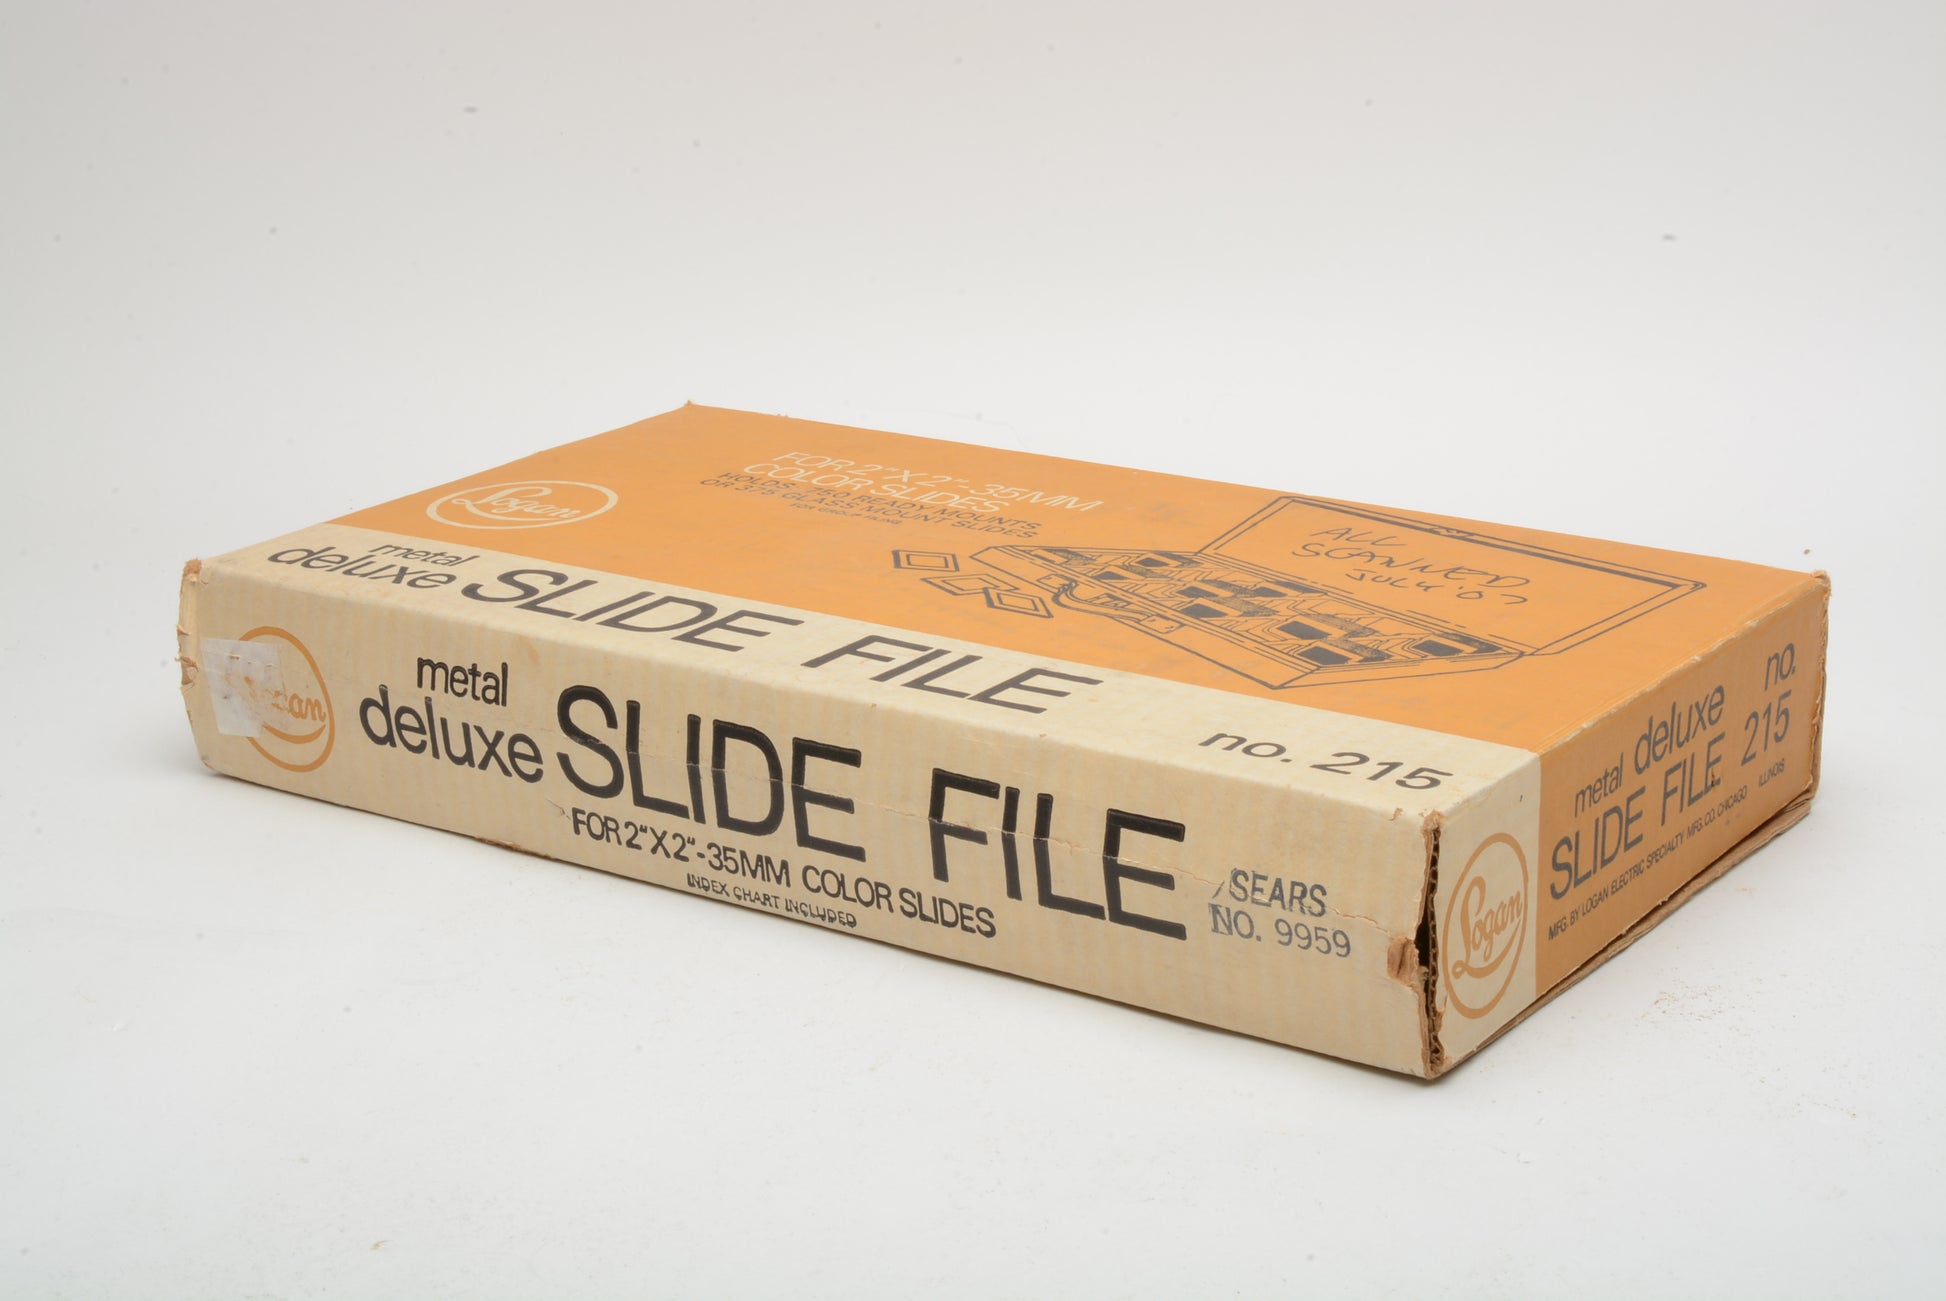 Logan
FOR 2"X2"-35MM
COLOR SLIDES
HOLDS: 750 READY MOUNTS
OR 375 GLASS MOUNT SLIDES
FOR GROUP FILING
ALL
SCANNED
JULY '07
metal
deluxe SLIDE FILE
no. 215
Logan
metal
deluxe SLIDE FILE
FOR 2"X2"-35MM COLOR SLIDES
INDEX CHART INCLUDED
SEARS
NO. 9959
Logan
metal deluxe no.
SLIDE FILE 215
MFG. BY LOGAN ELECTRIC SPECIALTY MFG. CO. CHICAGO ILLINOIS